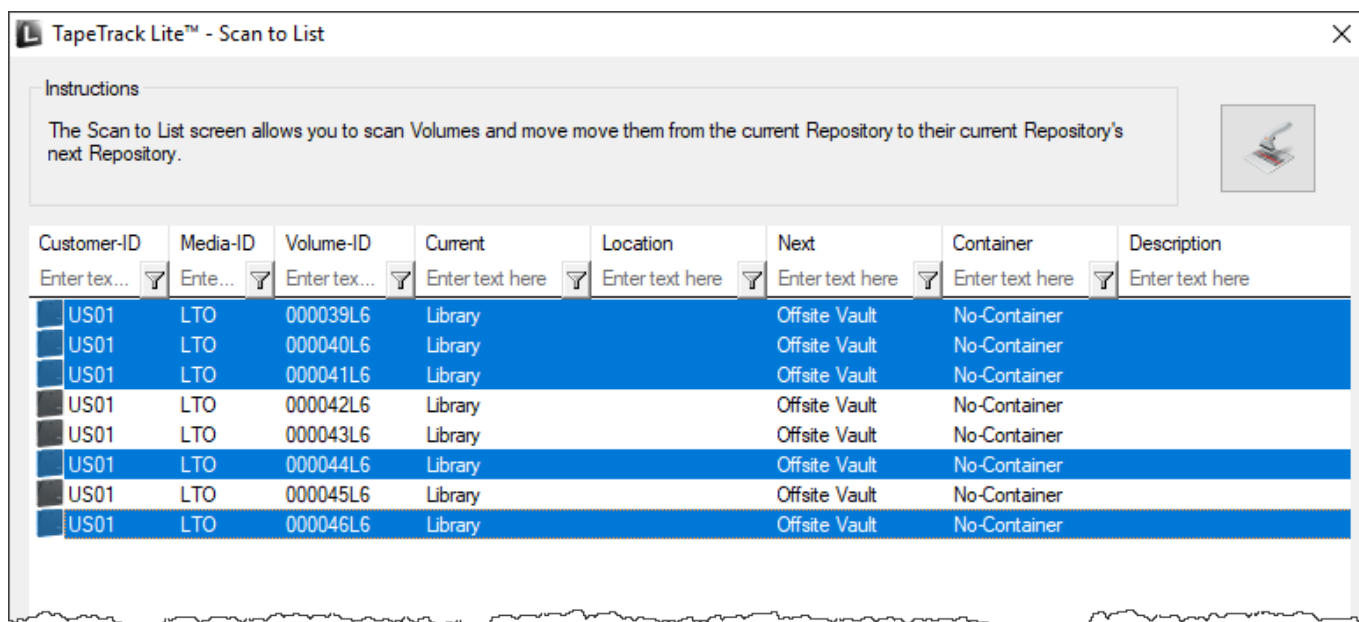 L TapeTrack Lite™ - Scan to List
Instructions
The Scan to List screen allows you to scan Volumes and move move them from the current Repository to their current Repository's
next Repository.
Customer-ID Media-ID Volume-ID Current Location Next Container Description
Enter tex... Ente... Enter tex... Enter text here Enter text here Enter text here Enter text here Enter text here
US01 LTO 000039L6 Library Offsite Vault No-Container
US01 LTO 000040L6 Library Offsite Vault No-Container
US01 LTO 000041L6 Library Offsite Vault No-Container
US01 LTO 000042L6 Library Offsite Vault No-Container
US01 LTO 000043L6 Library Offsite Vault No-Container
US01 LTO 000044L6 Library Offsite Vault No-Container
US01 LTO 000045L6 Library Offsite Vault No-Container
US01 LTO 000046L6 Library Offsite Vault No-Container